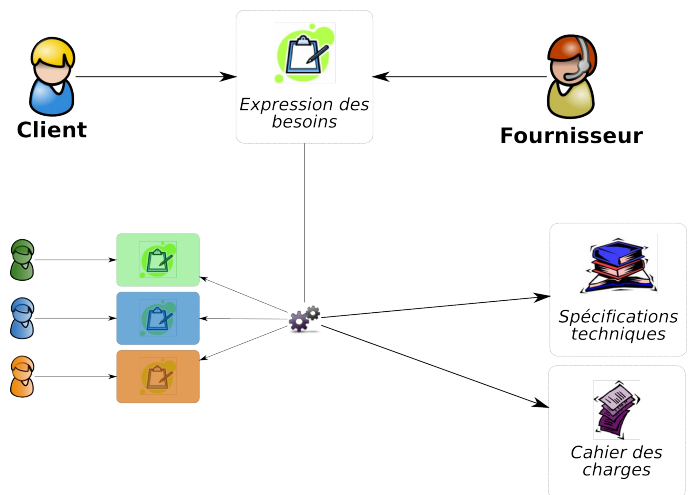 Expression des
besoins
Client
Fournisseur
Spécifications
techniques
Cahier des
charges